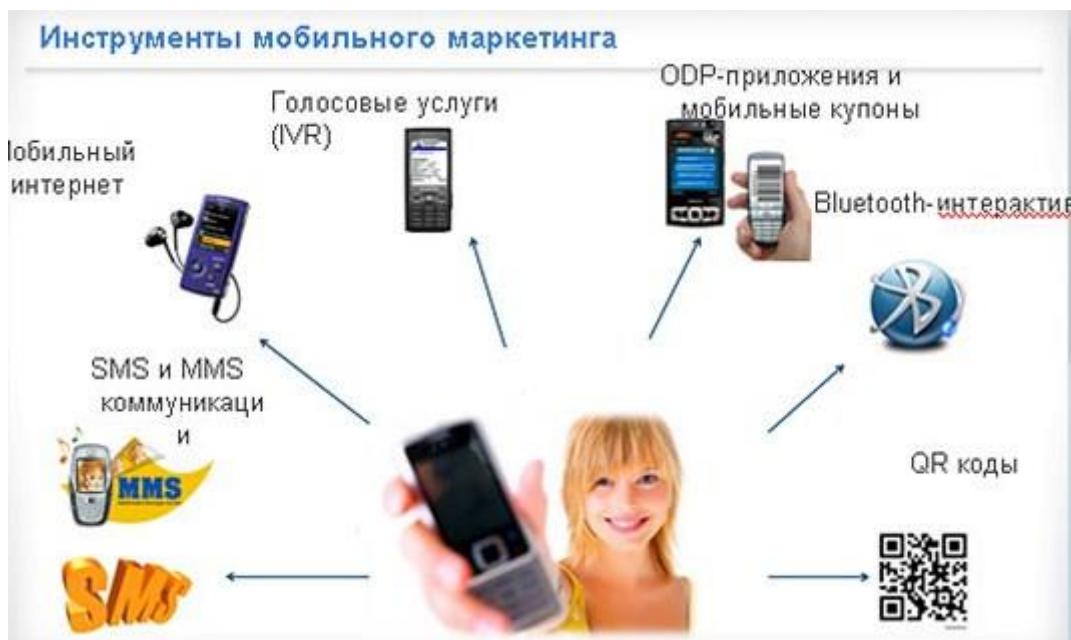 Инструменты мобильного маркетинга
Голосовые услуги
(IVR)
ODP-приложения и
мобильные купоны
обильный
интернет
Bluetooth-интерактив
SMS и MMS
коммуникаци
и
MMS
QR коды
SMS